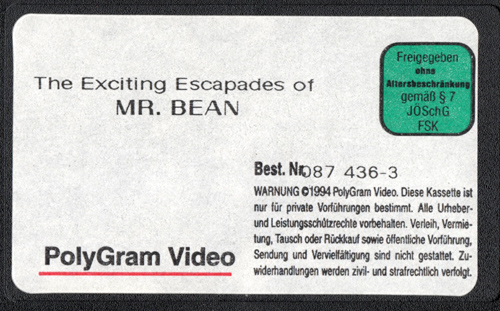 The Exciting Escapades of
MR. BEAN
Freigegeben
ohne
Altersbeschränkung
gemäß § 7
JÖSchG
FSK
Best. Nr. 087 436-3
WARNUNG ©1994 PolyGram Video. Diese Kassette ist
nur für private Vorführungen bestimmt. Alle Urheber-
und Leistungsschützrechte vorbehalten. Verleih, Vermie-
tung, Tausch oder Rückkauf sowie öffentliche Vorführung,
Sendung und Vervielfältigung sind nicht gestattet. Zu-
widerhandlungen werden zivil- und strafrechtlich verfolgt.
PolyGram Video